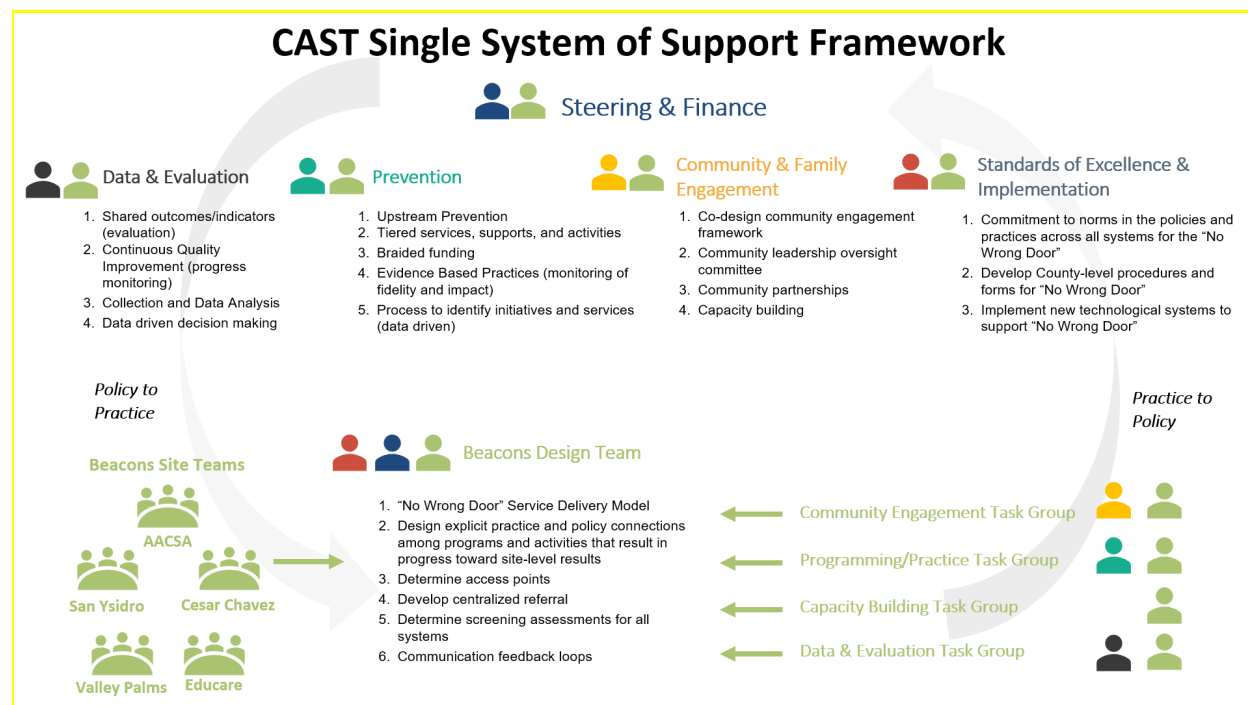 CAST Single System of Support Framework
Steering & Finance
Data & Evaluation
1. Shared outcomes/indicators
(evaluation)
2. Continuous Quality
Improvement (progress
monitoring)
3. Collection and Data Analysis
4. Data driven decision making
Prevention
1. Upstream Prevention
2. Tiered services, supports, and activities
3. Braided funding
4. Evidence Based Practices (monitoring of
fidelity and impact)
5. Process to identify initiatives and services
(data driven)
Community & Family
Engagement
1. Co-design community engagement
framework
2. Community leadership oversight
committee
3. Community partnerships
4. Capacity building
Standards of Excellence &
Implementation
1. Commitment to norms in the policies and
practices across all systems for the “No
Wrong Door”
2. Develop County-level procedures and
forms for “No Wrong Door”
3. Implement new technological systems to
support “No Wrong Door”
Policy to
Practice
Practice to
Policy
Beacons Site Teams
AACSA
San Ysidro
Cesar Chavez
Valley Palms
Educare
Beacons Design Team
1. “No Wrong Door” Service Delivery Model
2. Design explicit practice and policy connections
among programs and activities that result in
progress toward site-level results
3. Determine access points
4. Develop centralized referral
5. Determine screening assessments for all
systems
6. Communication feedback loops
Community Engagement Task Group
Programming/Practice Task Group
Capacity Building Task Group
Data & Evaluation Task Group